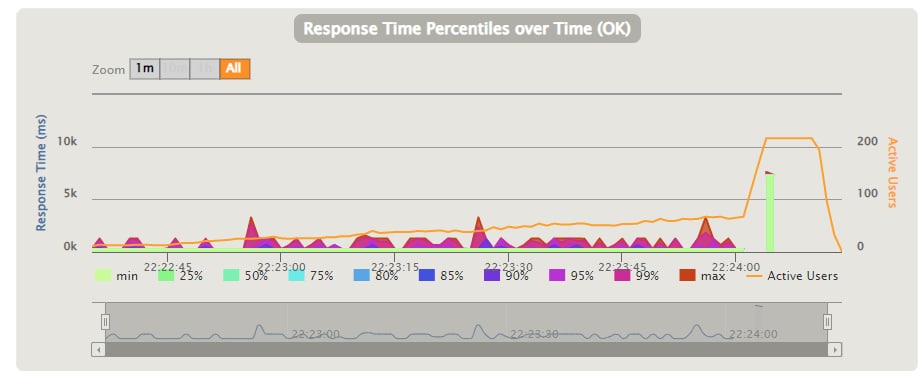 Response Time Percentiles over Time (OK)
Zoom 1m 10m 1h All
Response Time (ms)
10k
5k
0k
200
100
0
Active Users
22:22:45 22:23:00 22:23:15 22:23:30 22:23:45 22:24:00
min 25% 50% 75% 80% 85% 90% 95% 99% max Active Users
22:23:00 22:23:30 22:24:00